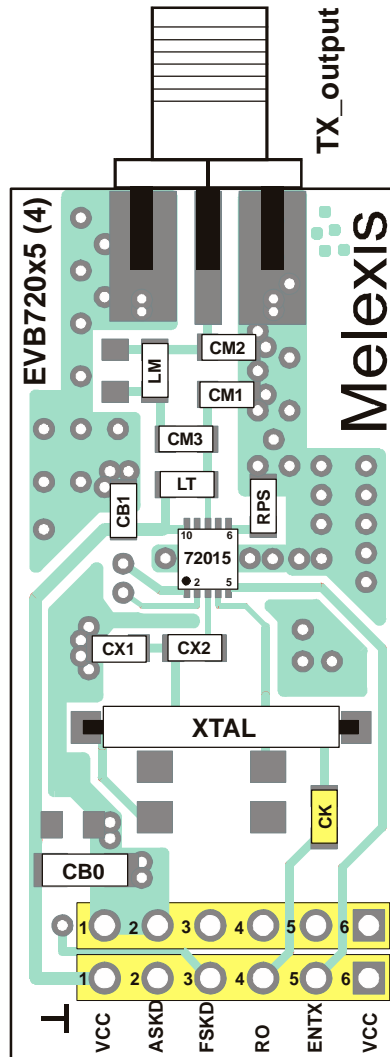 TX_output
EVB720x5 (4)
Melexis
CM2
LM
CM1
CM3
LT
CB1
RPS
10 6
72015
2 5
CX1 CX2
XTAL
CK
CB0
1 2 3 4 5 6
1 2 3 4 5 6
VCC ASKD FSKD RO ENTX VCC